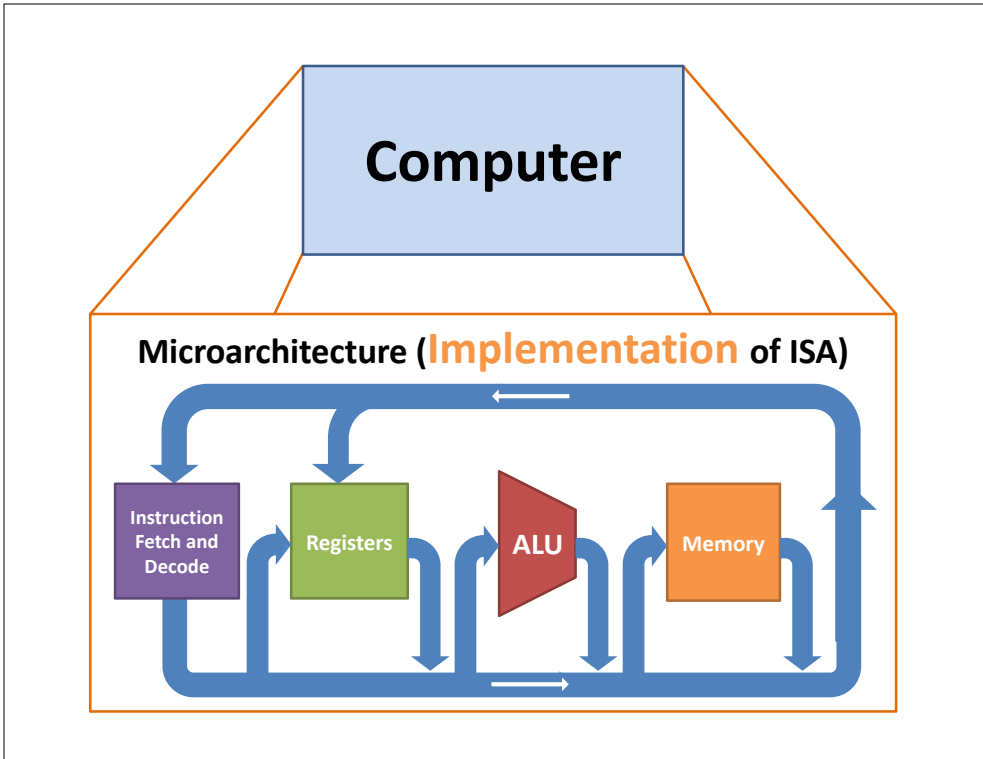 Computer
Microarchitecture (Implementation of ISA)
Instruction
Fetch and
Decode
Registers
ALU
Memory